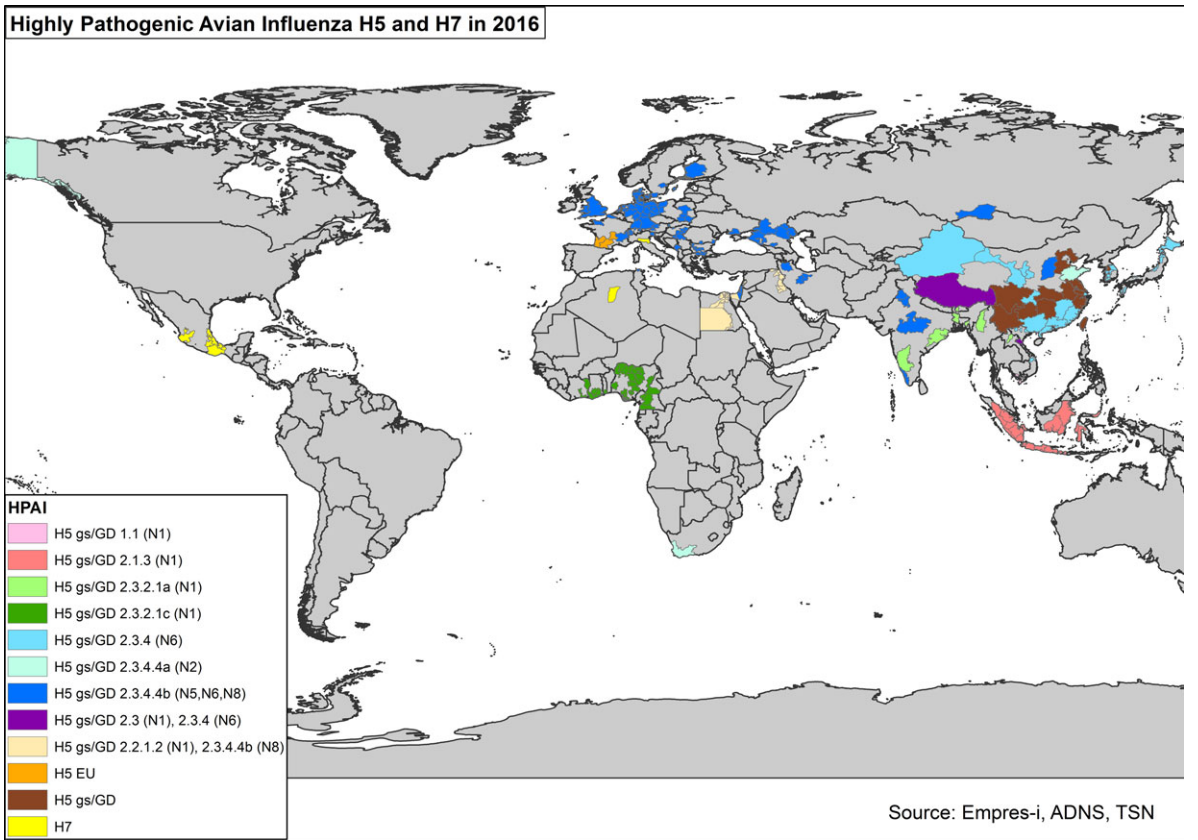 Highly Pathogenic Avian Influenza H5 and H7 in 2016
HPAI
H5 gs/GD 1.1 (N1)
H5 gs/GD 2.1.3 (N1)
H5 gs/GD 2.3.2.1a (N1)
H5 gs/GD 2.3.2.1c (N1)
H5 gs/GD 2.3.4 (N6)
H5 gs/GD 2.3.4.4a (N2)
H5 gs/GD 2.3.4.4b (N5,N6,N8)
H5 gs/GD 2.3 (N1), 2.3.4 (N6)
H5 gs/GD 2.2.1.2 (N1), 2.3.4.4b (N8)
H5 EU
H5 gs/GD
H7
Source: Empres-i, ADNS, TSN